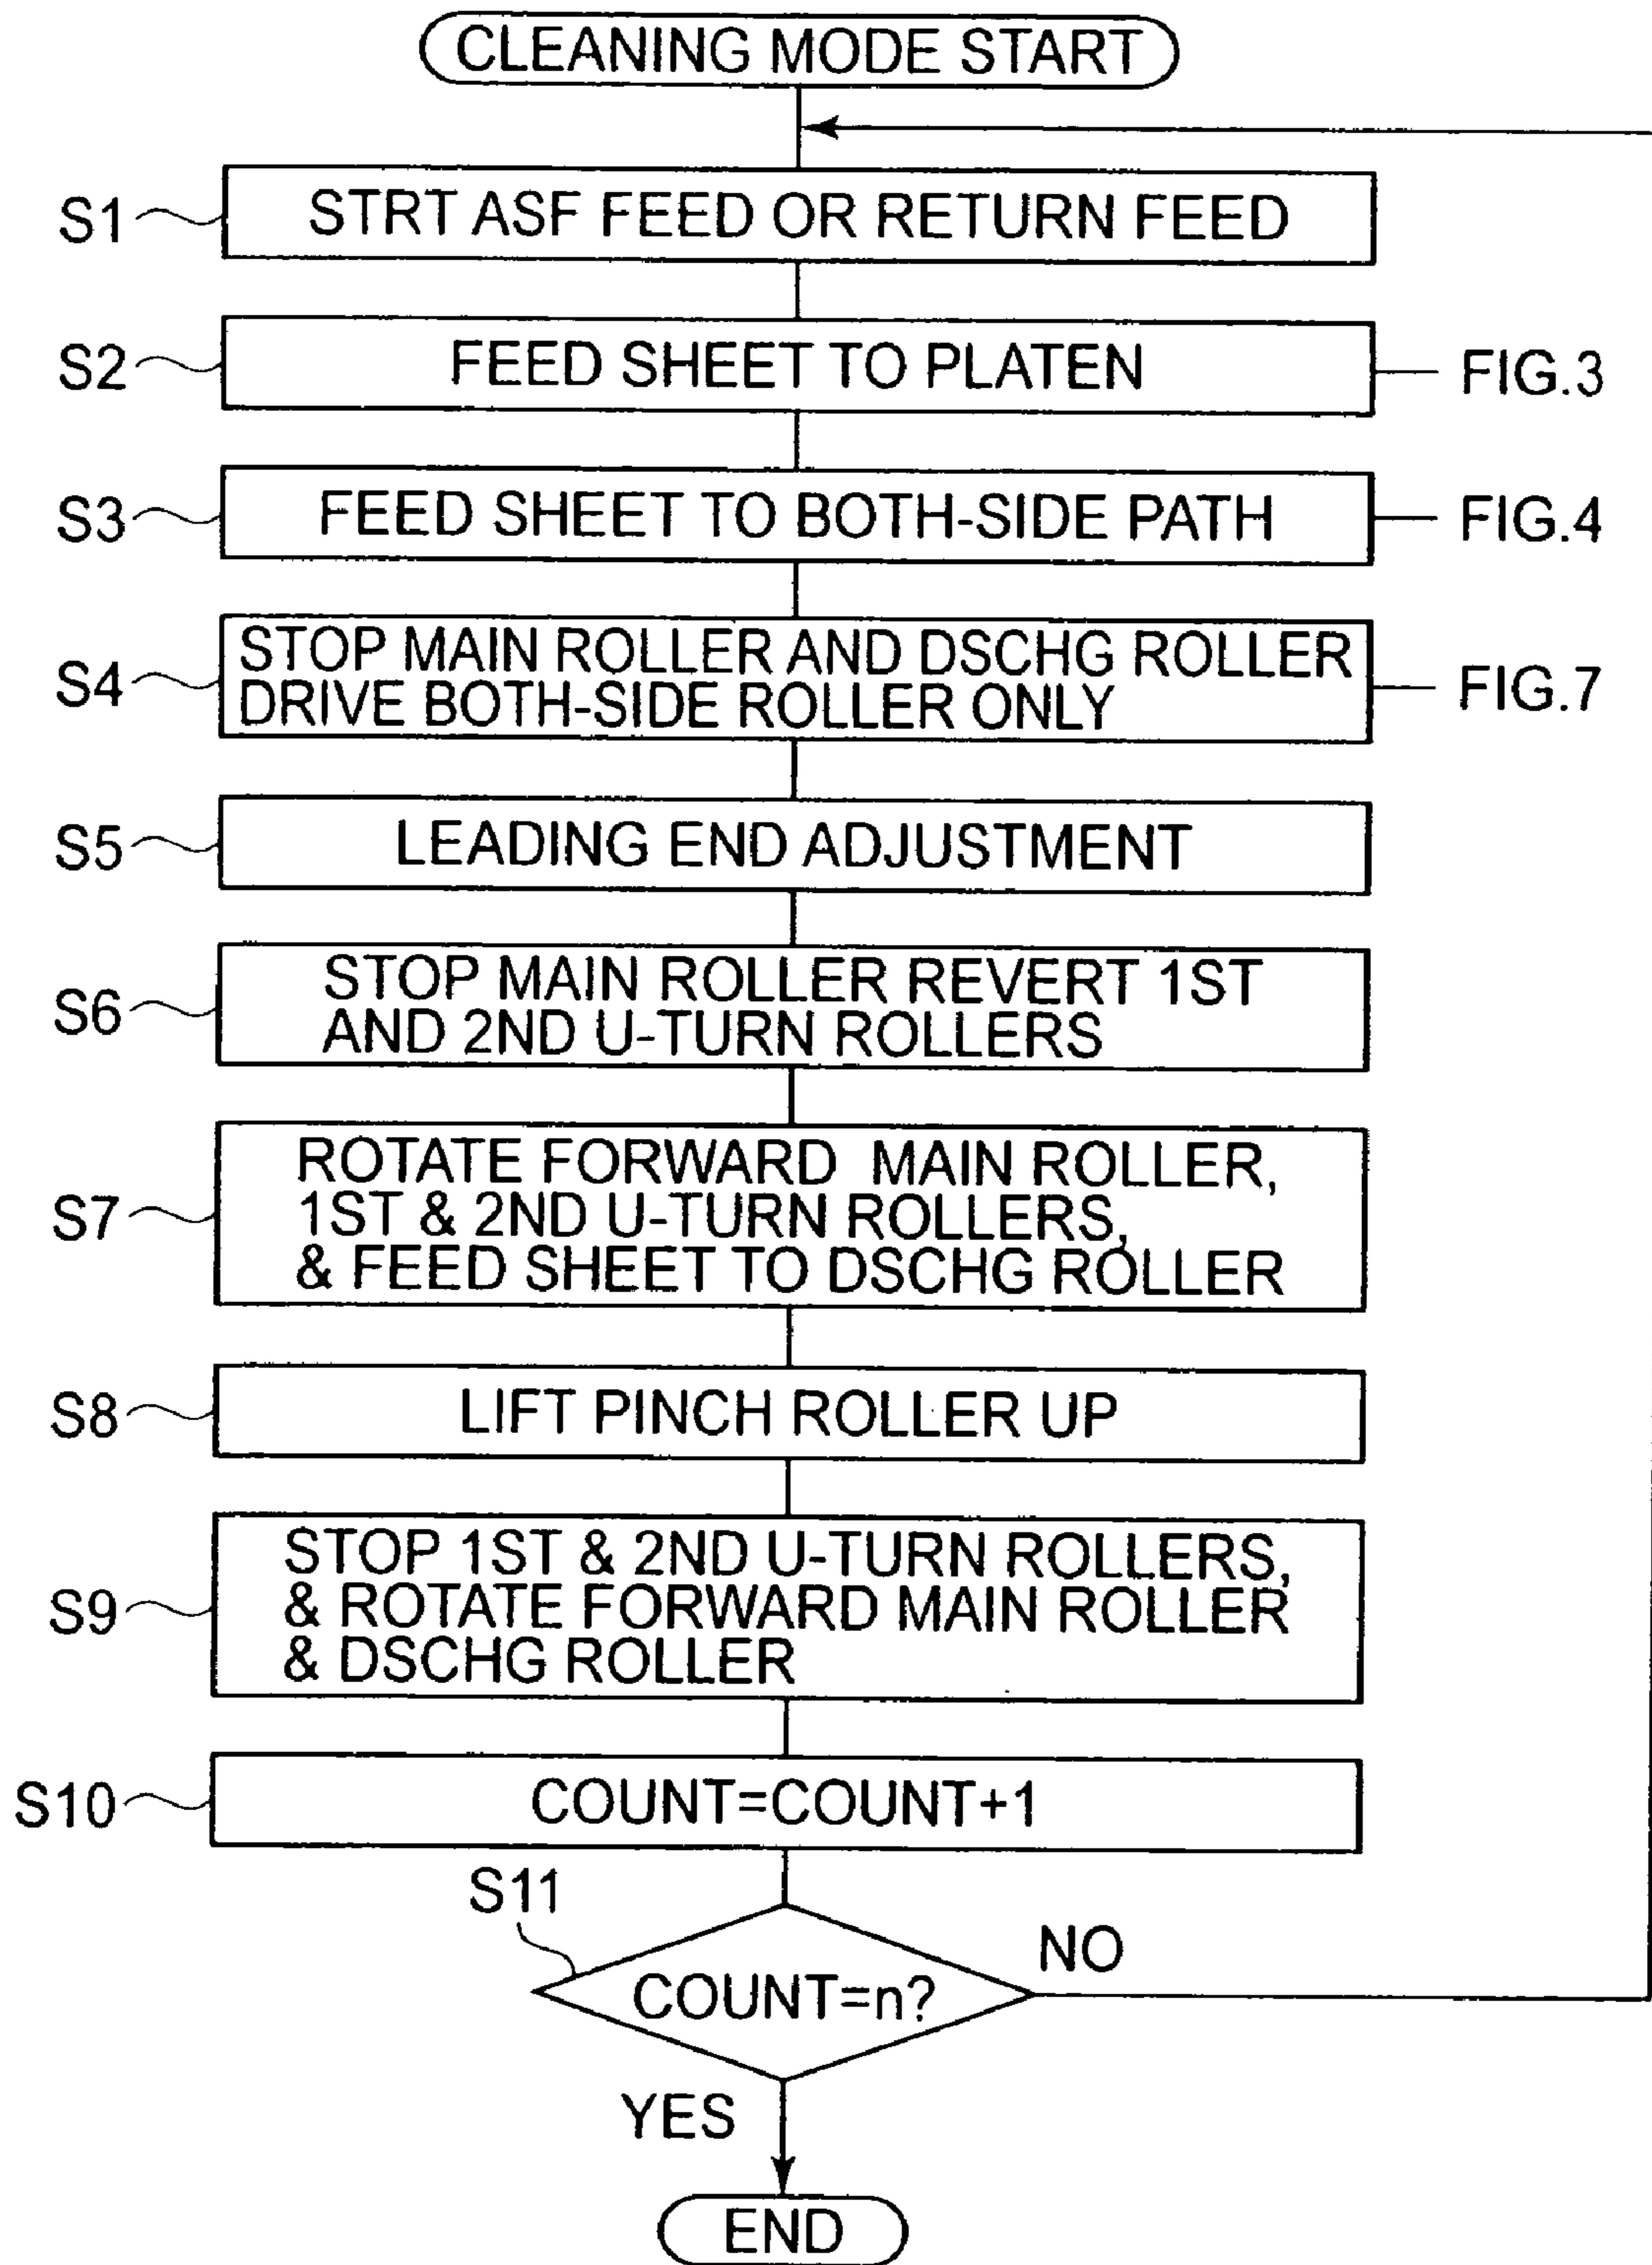 CLEANING MODE START
S1
STRT ASF FEED OR RETURN FEED
S2
FEED SHEET TO PLATEN
FIG.3
S3
FEED SHEET TO BOTH-SIDE PATH
FIG.4
S4
STOP MAIN ROLLER AND DSCHG ROLLER
DRIVE BOTH-SIDE ROLLER ONLY
FIG.7
S5
LEADING END ADJUSTMENT
S6
STOP MAIN ROLLER REVERT 1ST
AND 2ND U-TURN ROLLERS
S7
ROTATE FORWARD MAIN ROLLER,
1ST & 2ND U-TURN ROLLERS,
& FEED SHEET TO DSCHG ROLLER
S8
LIFT PINCH ROLLER UP
S9
STOP 1ST & 2ND U-TURN ROLLERS,
& ROTATE FORWARD MAIN ROLLER
& DSCHG ROLLER
S10
COUNT=COUNT+1
S11
COUNT=n?
NO
YES
END